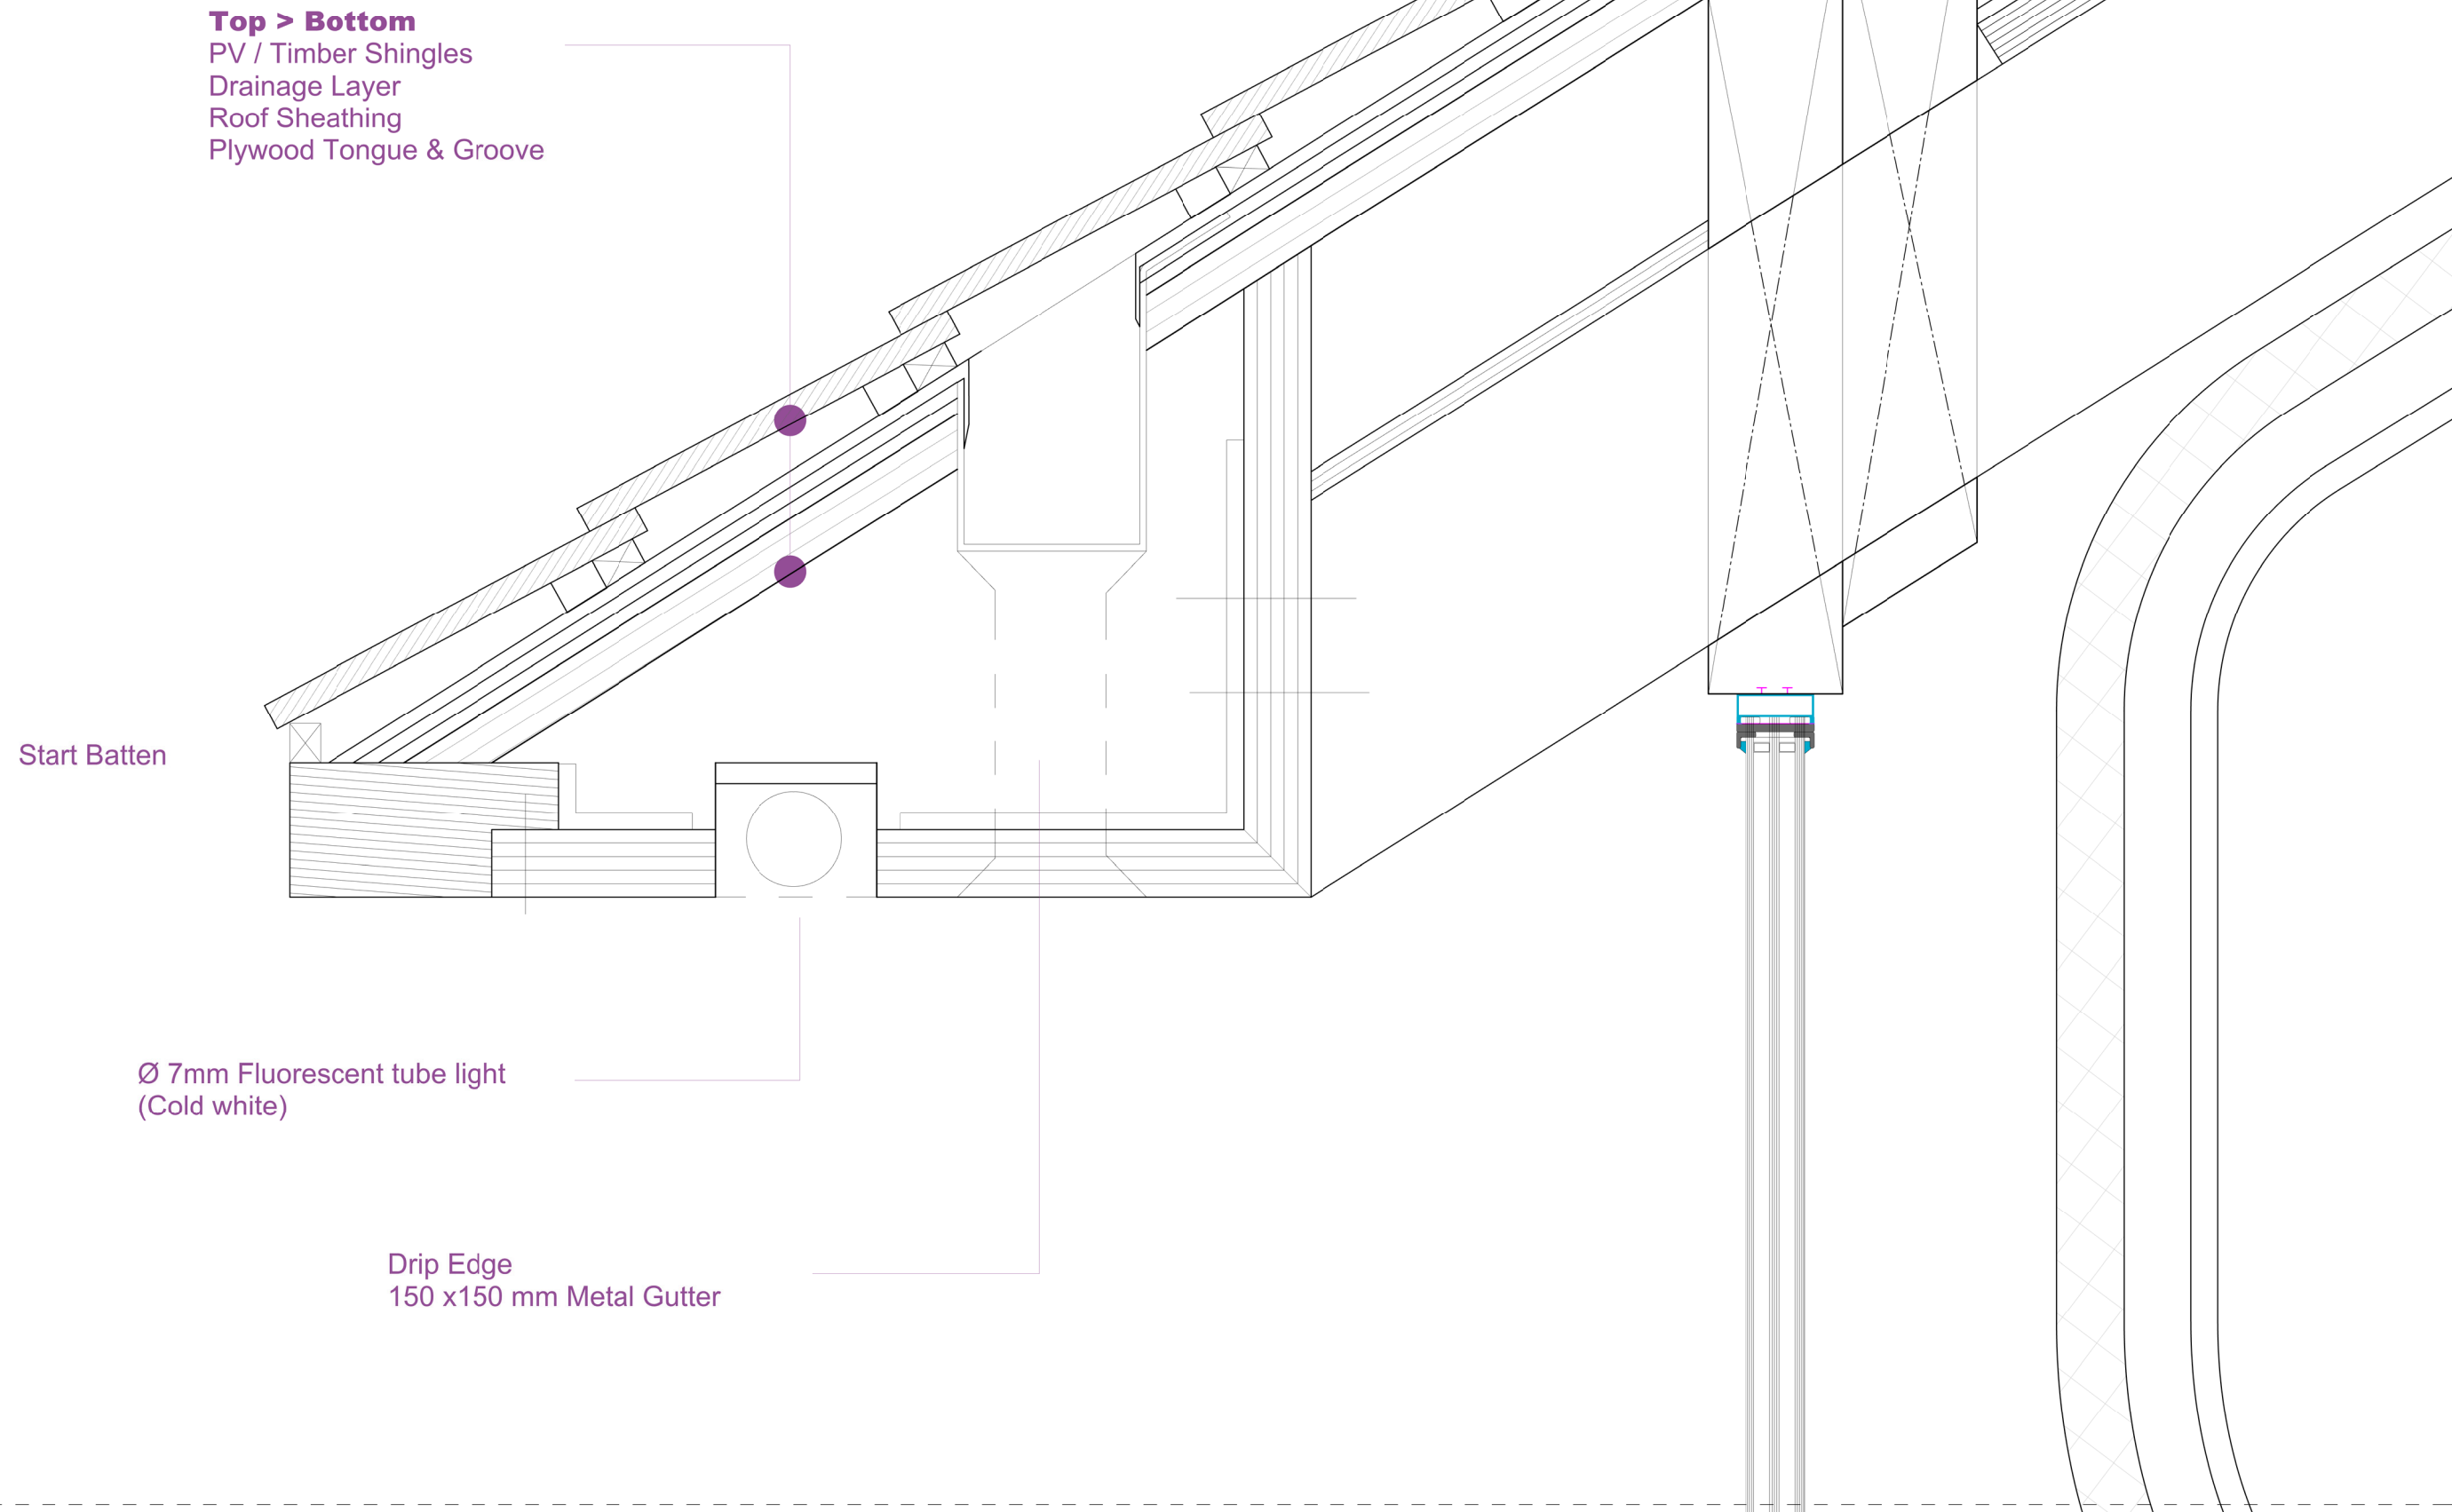 Top > Bottom
PV / Timber Shingles
Drainage Layer
Roof Sheathing
Plywood Tongue & Groove
Start Batten
Ø 7mm Fluorescent tube light
(Cold white)
Drip Edge
150 x150 mm Metal Gutter